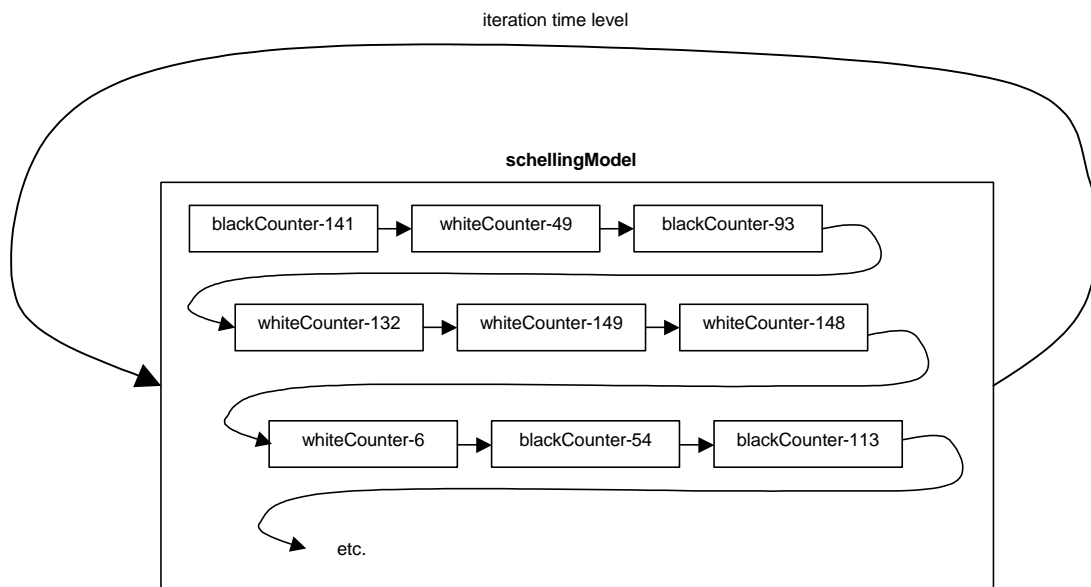 iteration time level
schellingModel
blackCounter-141 whiteCounter-49 blackCounter-93
whiteCounter-132 whiteCounter-149 whiteCounter-148
whiteCounter-6 blackCounter-54 blackCounter-113
etc.